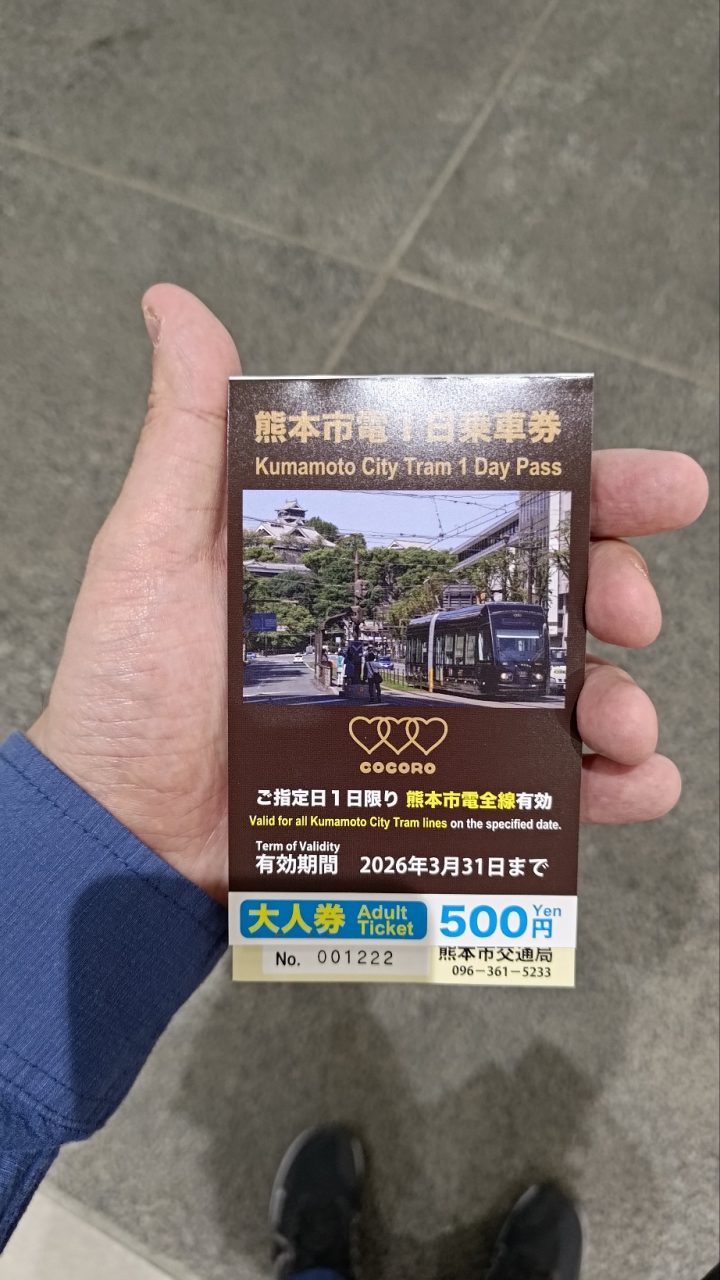 熊本市電1日乗車券
Kumamoto City Tram 1 Day Pass
COCORO
ご指定日1日限り 熊本市電全線有効
Valid for all Kumamoto City Tram lines on the specified date.
Term of Validity
有効期間 2026年3月31日まで
大人券 Adult Ticket 500 Yen 円
No. 001222 熊本市交通局
096-361-5233